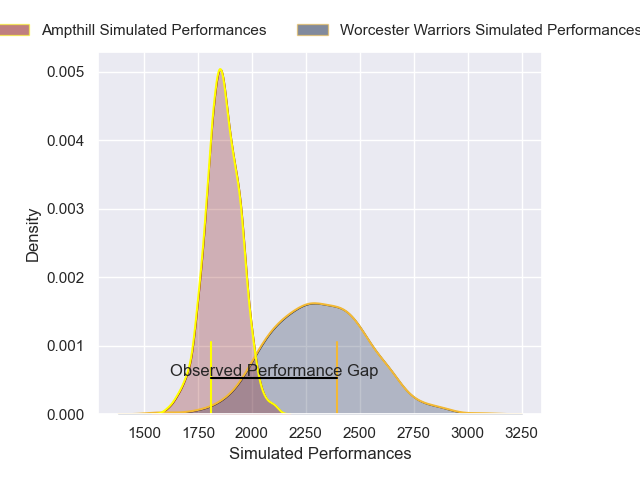 Ampthill Simulated Performances
Worcester Warriors Simulated Performances
0.005
0.004
0.003
0.002
0.001
0.000
Density
Observed Performance Gap
1500 1750 2000 2250 2500 2750 3000 3250
Simulated Performances